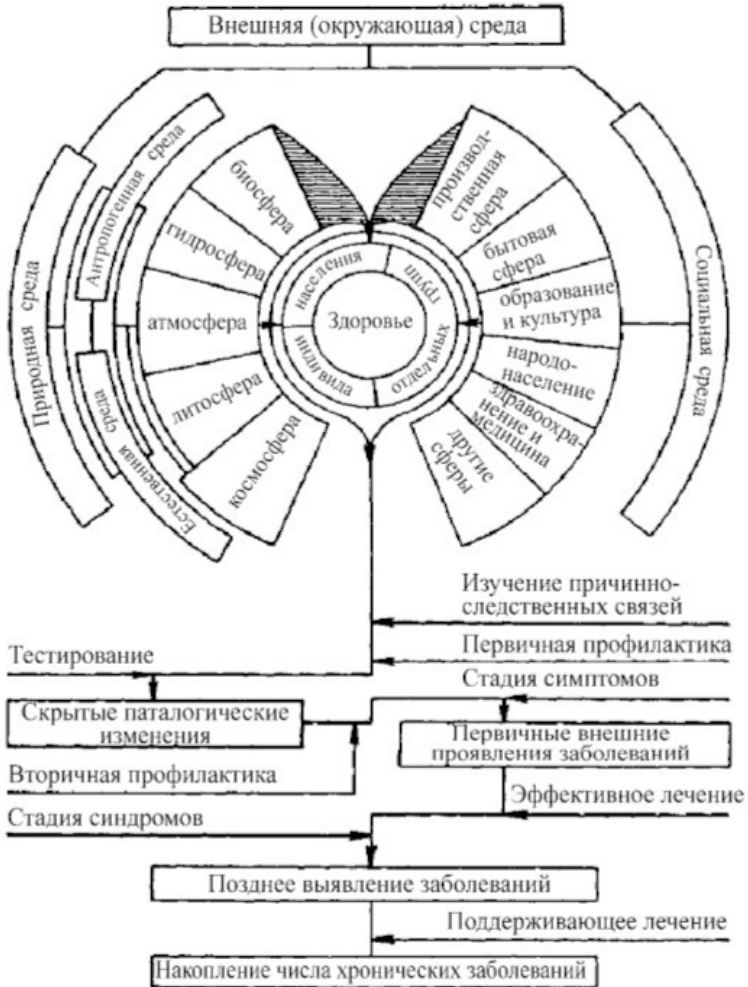 Внешняя (окружающая) среда
Природная среда
Антропогенная среда
Естественная среда
биосфера
гидросфера
атмосфера
литосфера
космосфера
Здоровье
населения
групп
отдельных
индивида
производ-
ственная
сфера
бытовая
сфера
образование
и культура
народо-
население
здравоохра-
нение и
медицина
другие
сферы
Социальная среда
Изучение причинно-
следственных связей
Первичная профилактика
Тестирование
Стадия симптомов
Скрытые паталогические
изменения
Первичные внешние
проявления заболеваний
Вторичная профилактика
Эффективное лечение
Стадия синдромов
Позднее выявление заболеваний
Поддерживающее лечение
Накопление числа хронических заболеваний